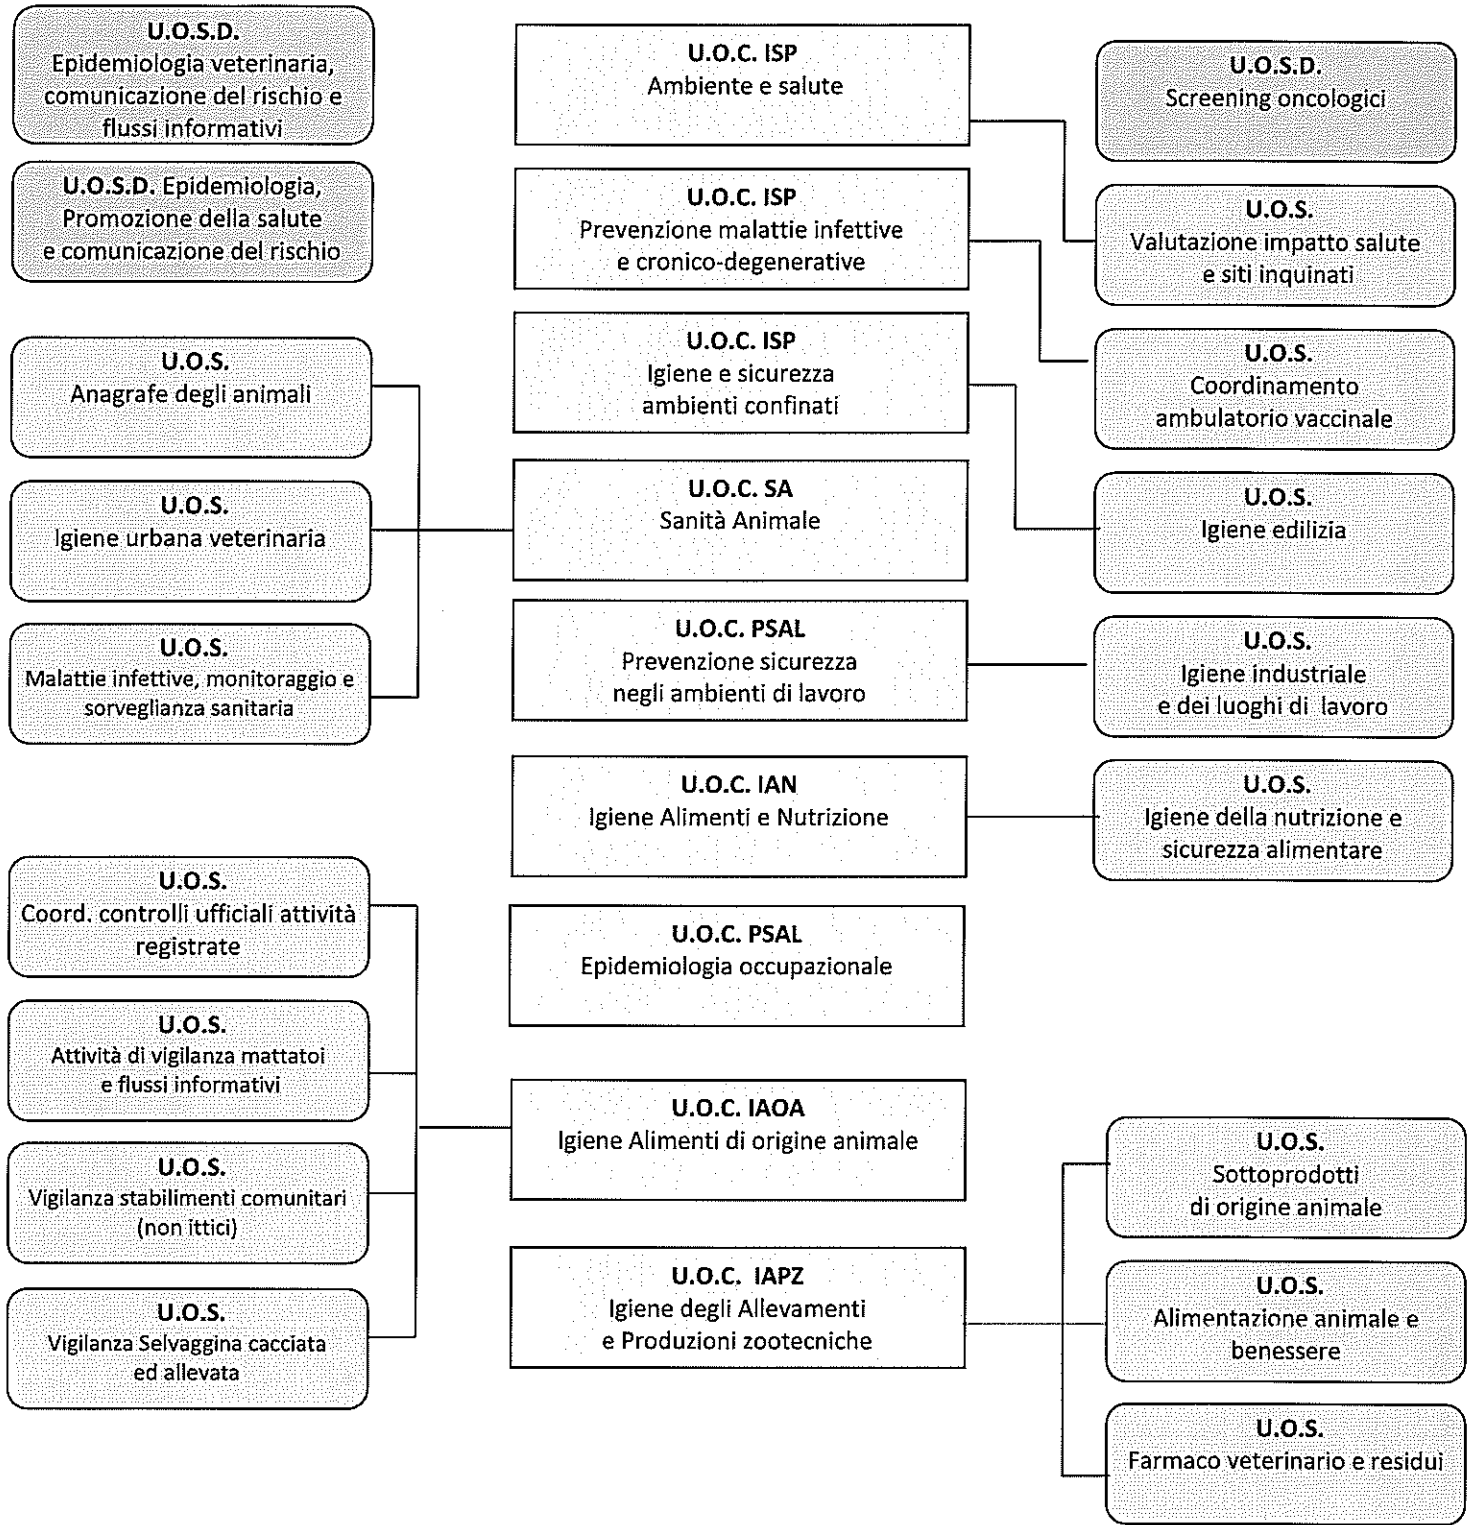 U.O.S.D.
Epidemiologia veterinaria,
comunicazione del rischio e
flussi informativi
U.O.S.D. Epidemiologia,
Promozione della salute
e comunicazione del rischio
U.O.S.
Anagrafe degli animali
U.O.S.
Igiene urbana veterinaria
U.O.S.
Malattie infettive, monitoraggio e
sorveglianza sanitaria
U.O.S.
Coord. controlli ufficiali attività
registrate
U.O.S.
Attività di vigilanza mattatoi
e flussi informativi
U.O.S.
Vigilanza stabilimenti comunitari
(non ittici)
U.O.S.
Vigilanza Selvaggina cacciata
ed allevata
U.O.C. ISP
Ambiente e salute
U.O.C. ISP
Prevenzione malattie infettive
e cronico-degenerative
U.O.C. ISP
Igiene e sicurezza
ambienti confinati
U.O.C. SA
Sanità Animale
U.O.C. PSAL
Prevenzione sicurezza
negli ambienti di lavoro
U.O.C. IAN
Igiene Alimenti e Nutrizione
U.O.C. PSAL
Epidemiologia occupazionale
U.O.C. IAOA
Igiene Alimenti di origine animale
U.O.C. IAPZ
Igiene degli Allevamenti
e Produzioni zootecniche
U.O.S.D.
Screening oncologici
U.O.S.
Valutazione impatto salute
e siti inquinati
U.O.S.
Coordinamento
ambulatorio vaccinale
U.O.S.
Igiene edilizia
U.O.S.
Igiene industriale
e dei luoghi di lavoro
U.O.S.
Igiene della nutrizione e
sicurezza alimentare
U.O.S.
Sottoprodotti
di origine animale
U.O.S.
Alimentazione animale e
benessere
U.O.S.
Farmaco veterinario e residui